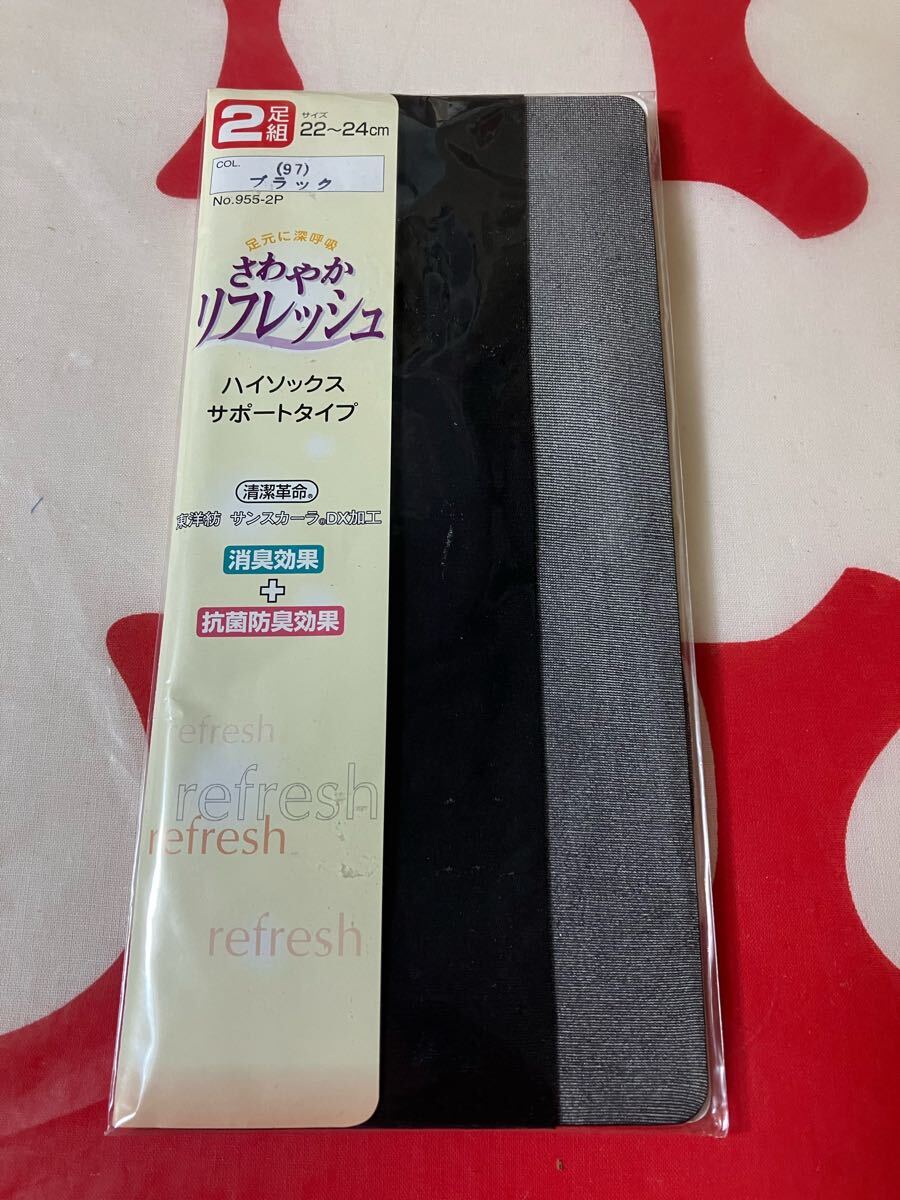 2足組
サイズ
22〜24cm
COL.
(97)
ブラック
No.955-2P
足元に深呼吸
さわやか
リフレッシュ
ハイソックス
サポートタイプ
清潔革命®
東洋紡 サンスカーラ®DX加工
消臭効果
+
抗菌防臭効果
refresh
refresh
refresh
refresh